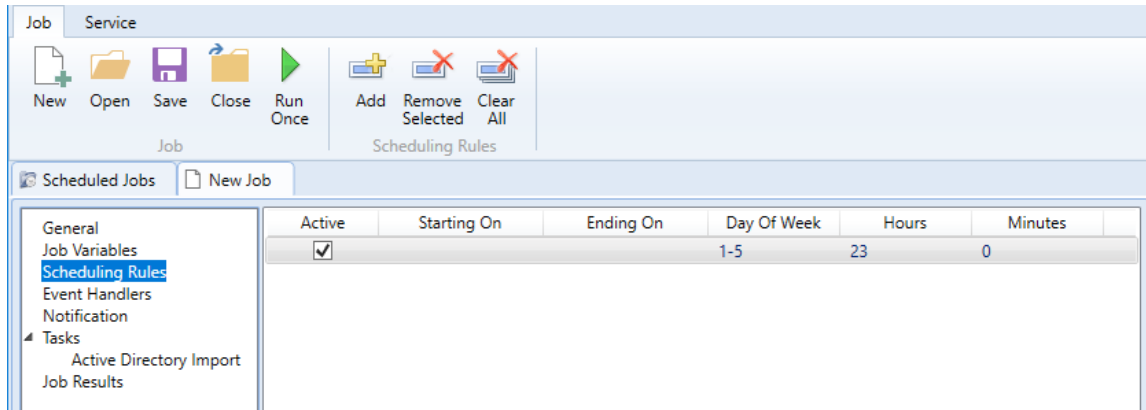 Job Service
New Open Save Close Run Once Add Remove Selected Clear All
Job Scheduling Rules
Scheduled Jobs New Job
General
Job Variables
Scheduling Rules
Event Handlers
Notification
Tasks
Active Directory Import
Job Results
Active Starting On Ending On Day Of Week Hours Minutes
1-5 23 0